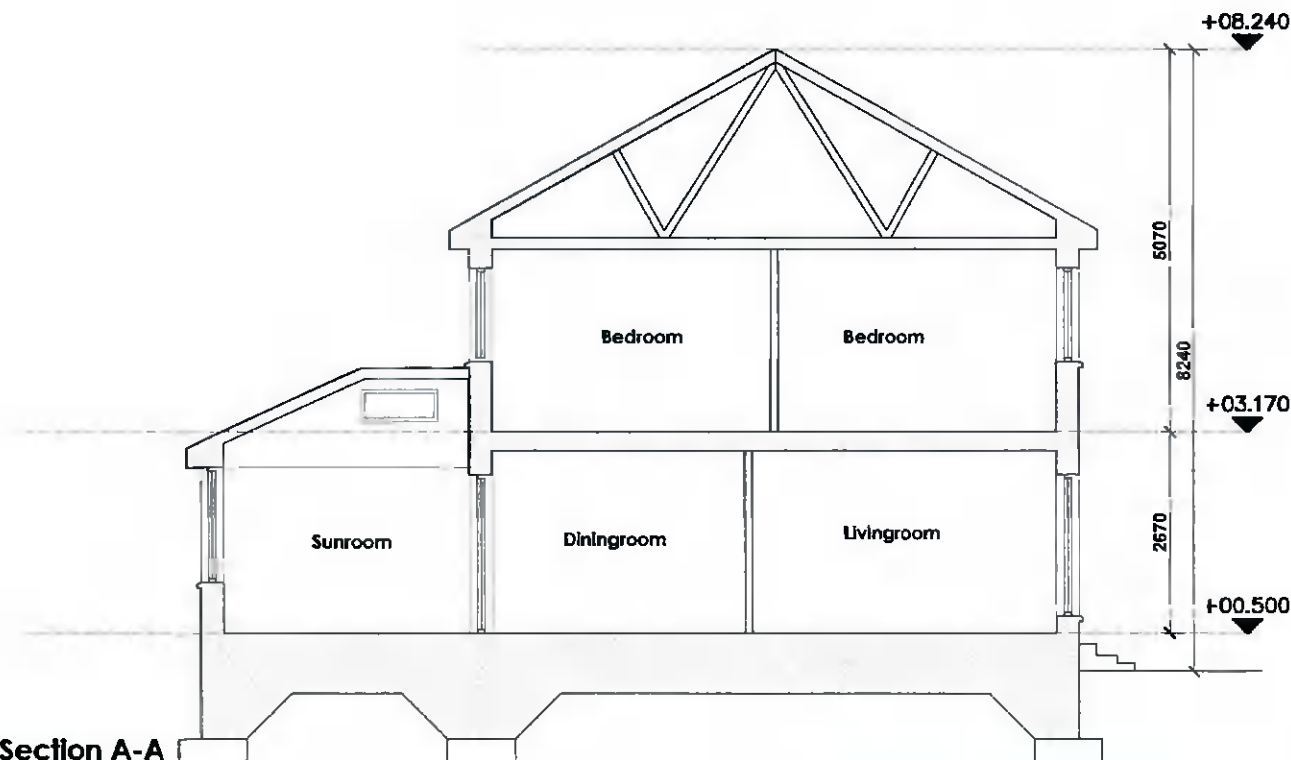 +08.240
5070
8240
Bedroom
Bedroom
+03.170
2670
Sunroom
Diningroom
Livingroom
+00.500
Section A-A